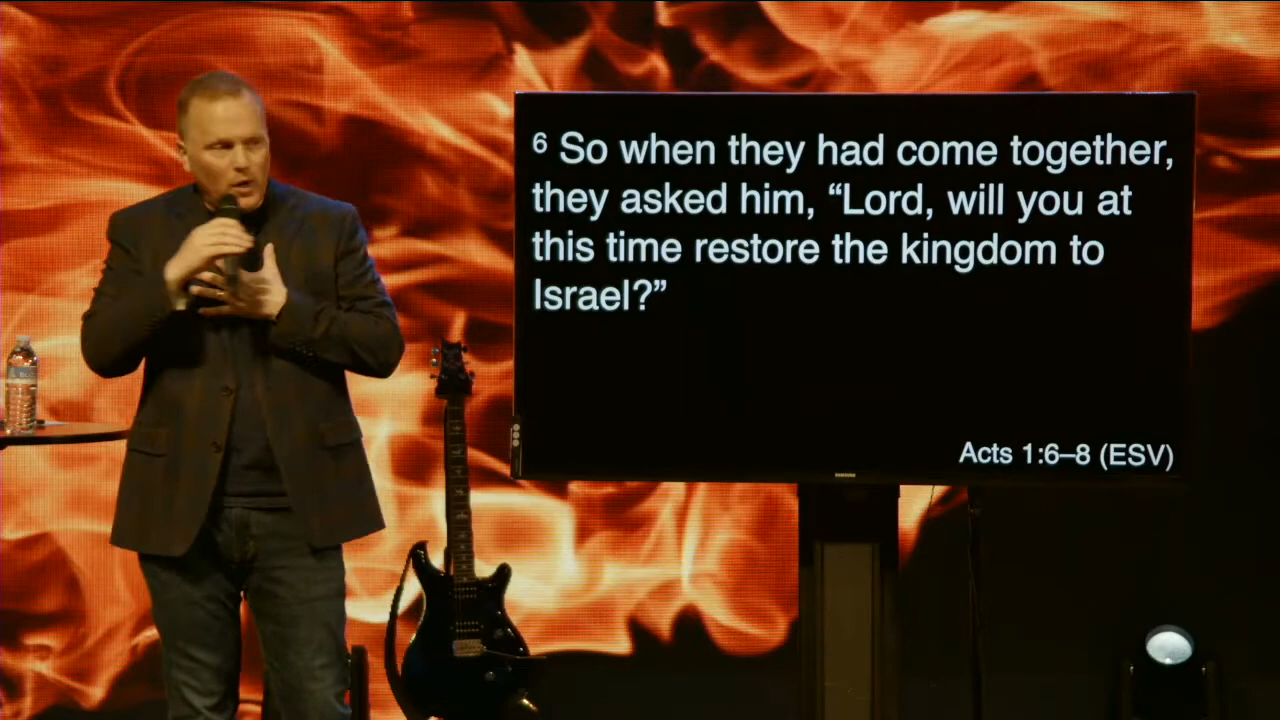 6 So when they had come together,
they asked him, “Lord, will you at
this time restore the kingdom to
Israel?”
Acts 1:6–8 (ESV)
SAMSUNG